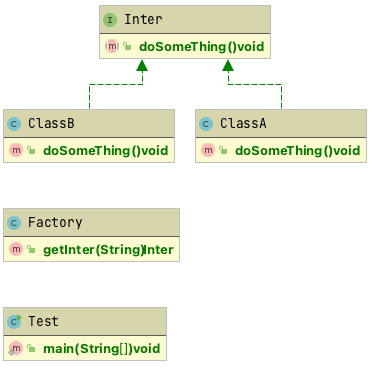 I Inter
m doSomeThing()void
C ClassB
m doSomeThing()void
C ClassA
m doSomeThing()void
C Factory
m getInter(String)Inter
C Test
m main(String[])void